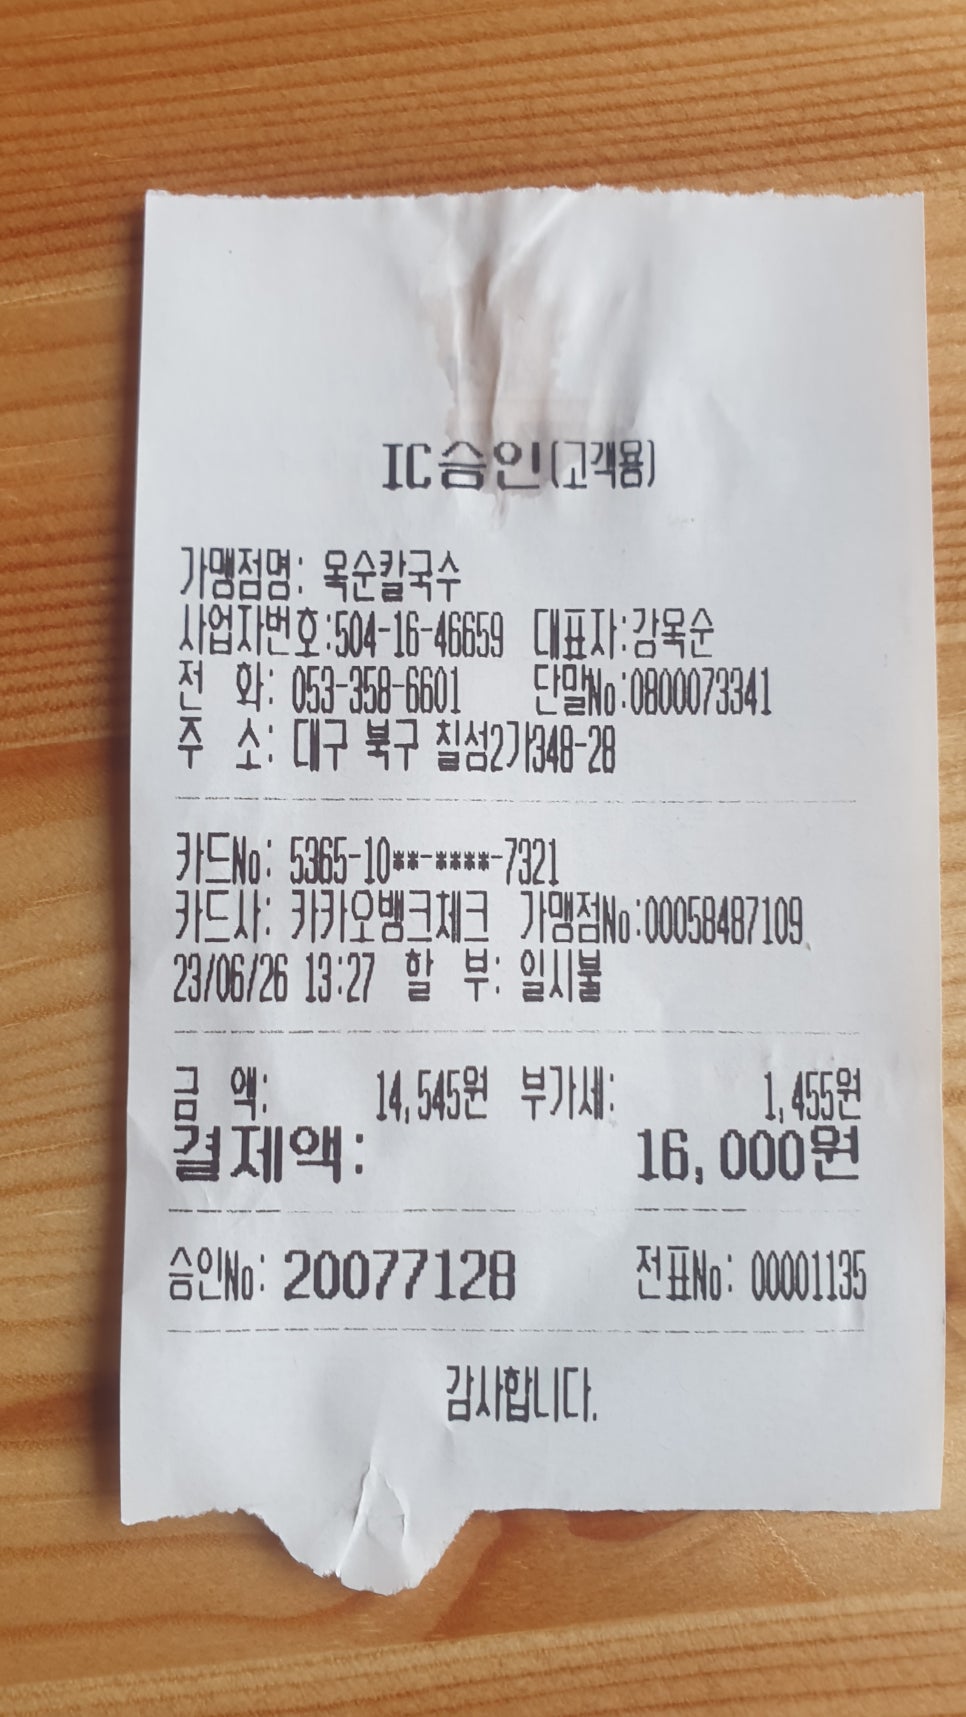 IC승인(고객용)
가맹점명: 옥순칼국수
사업자번호:504-16-46659 대표자:감옥순
전 화: 053-358-6601 단말No:0800073341
주 소: 대구 북구 칠성2가348-28
카드No: 5365-10**-****-7321
카드사: 카카오뱅크체크 가맹점No:00058487109
23/06/26 13:27 할 부: 일시불
금 액: 14,545원 부가세: 1,455원
결제액: 16,000원
승인No: 20077128 전표No: 00001135
감사합니다.